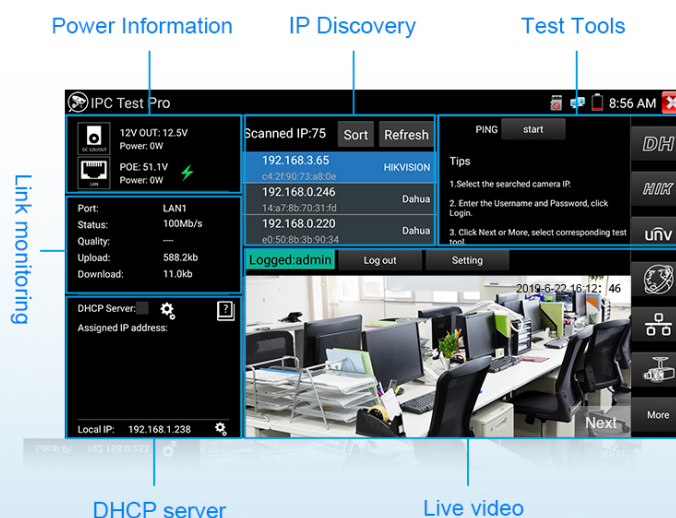 Power Information
IP Discovery
Test Tools
IPC Test Pro
8:56 AM
DC 12V/OUT
12V OUT: 12.5V
Power: 0W
LAN
POE: 51.1V
Power: 0W
Scanned IP:75 Sort Refresh
192.168.3.65
c4:2f:90:73:a8:0e
HIKVISION
192.168.0.246
14:a7:8b:70:31:fd
Dahua
192.168.0.220
e0:50:8b:3b:90:34
Dahua
PING start
Tips
1.Select the searched camera IP.
2. Enter the Username and Password, click
Login.
3. Click Next or More, select corresponding test
tool.
DH
HIK
unv
More
Link monitoring
Port: LAN1
Status: 100Mb/s
Quality: ----
Upload: 588.2kb
Download: 11.0kb
DHCP Server:
?
Assigned IP address:
Local IP: 192.168.1.238
Logged:admin Log out Setting
2019-6-22 16:12: 46
Next
DHCP server
Live video